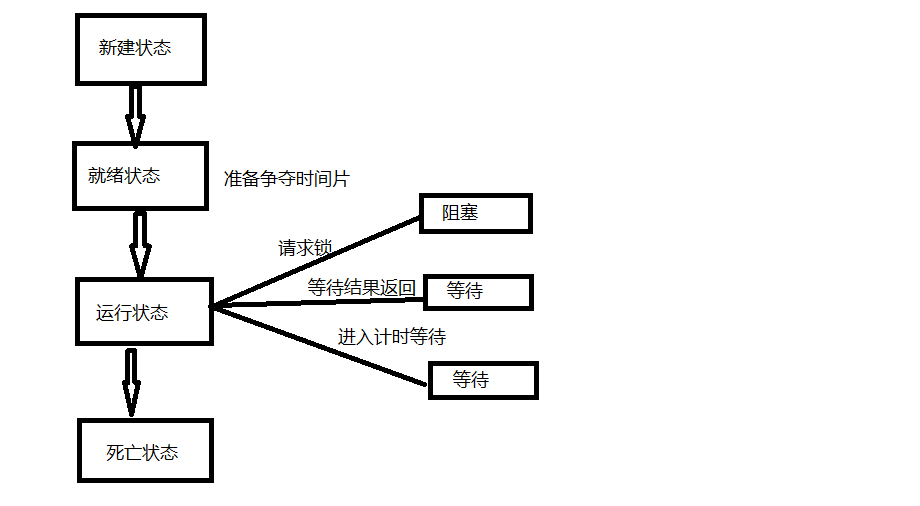 新建状态
就绪状态
准备争夺时间片
阻塞
请求锁
等待结果返回
等待
运行状态
进入计时等待
等待
死亡状态